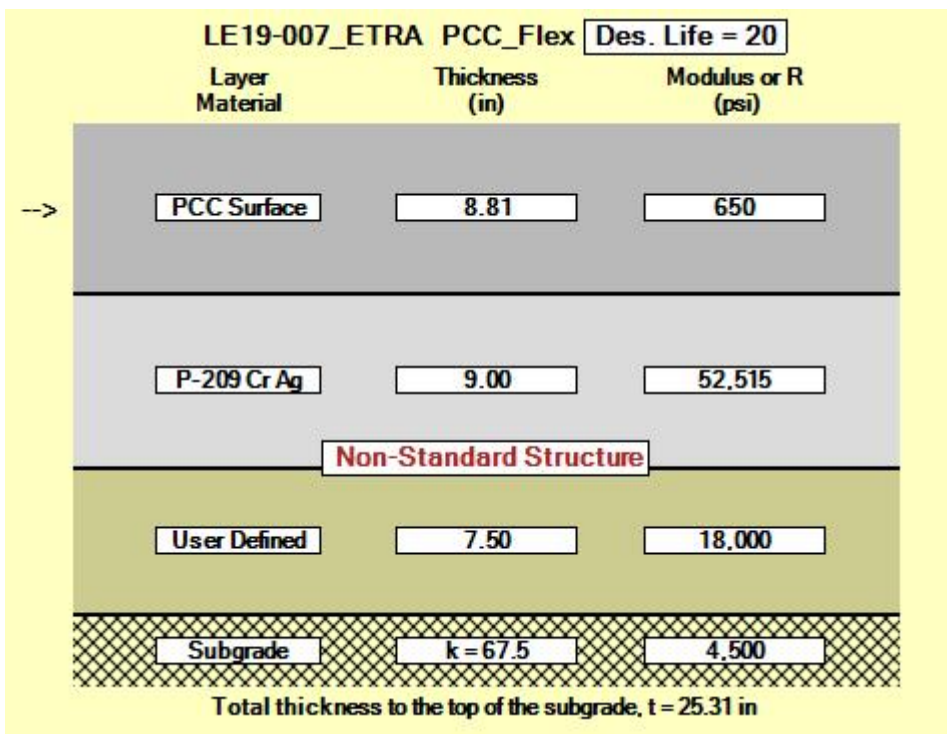 LE19-007_ETRA PCC_Flex Des. Life = 20
Layer Material Thickness (in) Modulus or R (psi)
--> PCC Surface 8.81 650
P-209 Cr Ag 9.00 52,515
Non-Standard Structure
User Defined 7.50 18,000
Subgrade k = 67.5 4,500
Total thickness to the top of the subgrade, t = 25.31 in